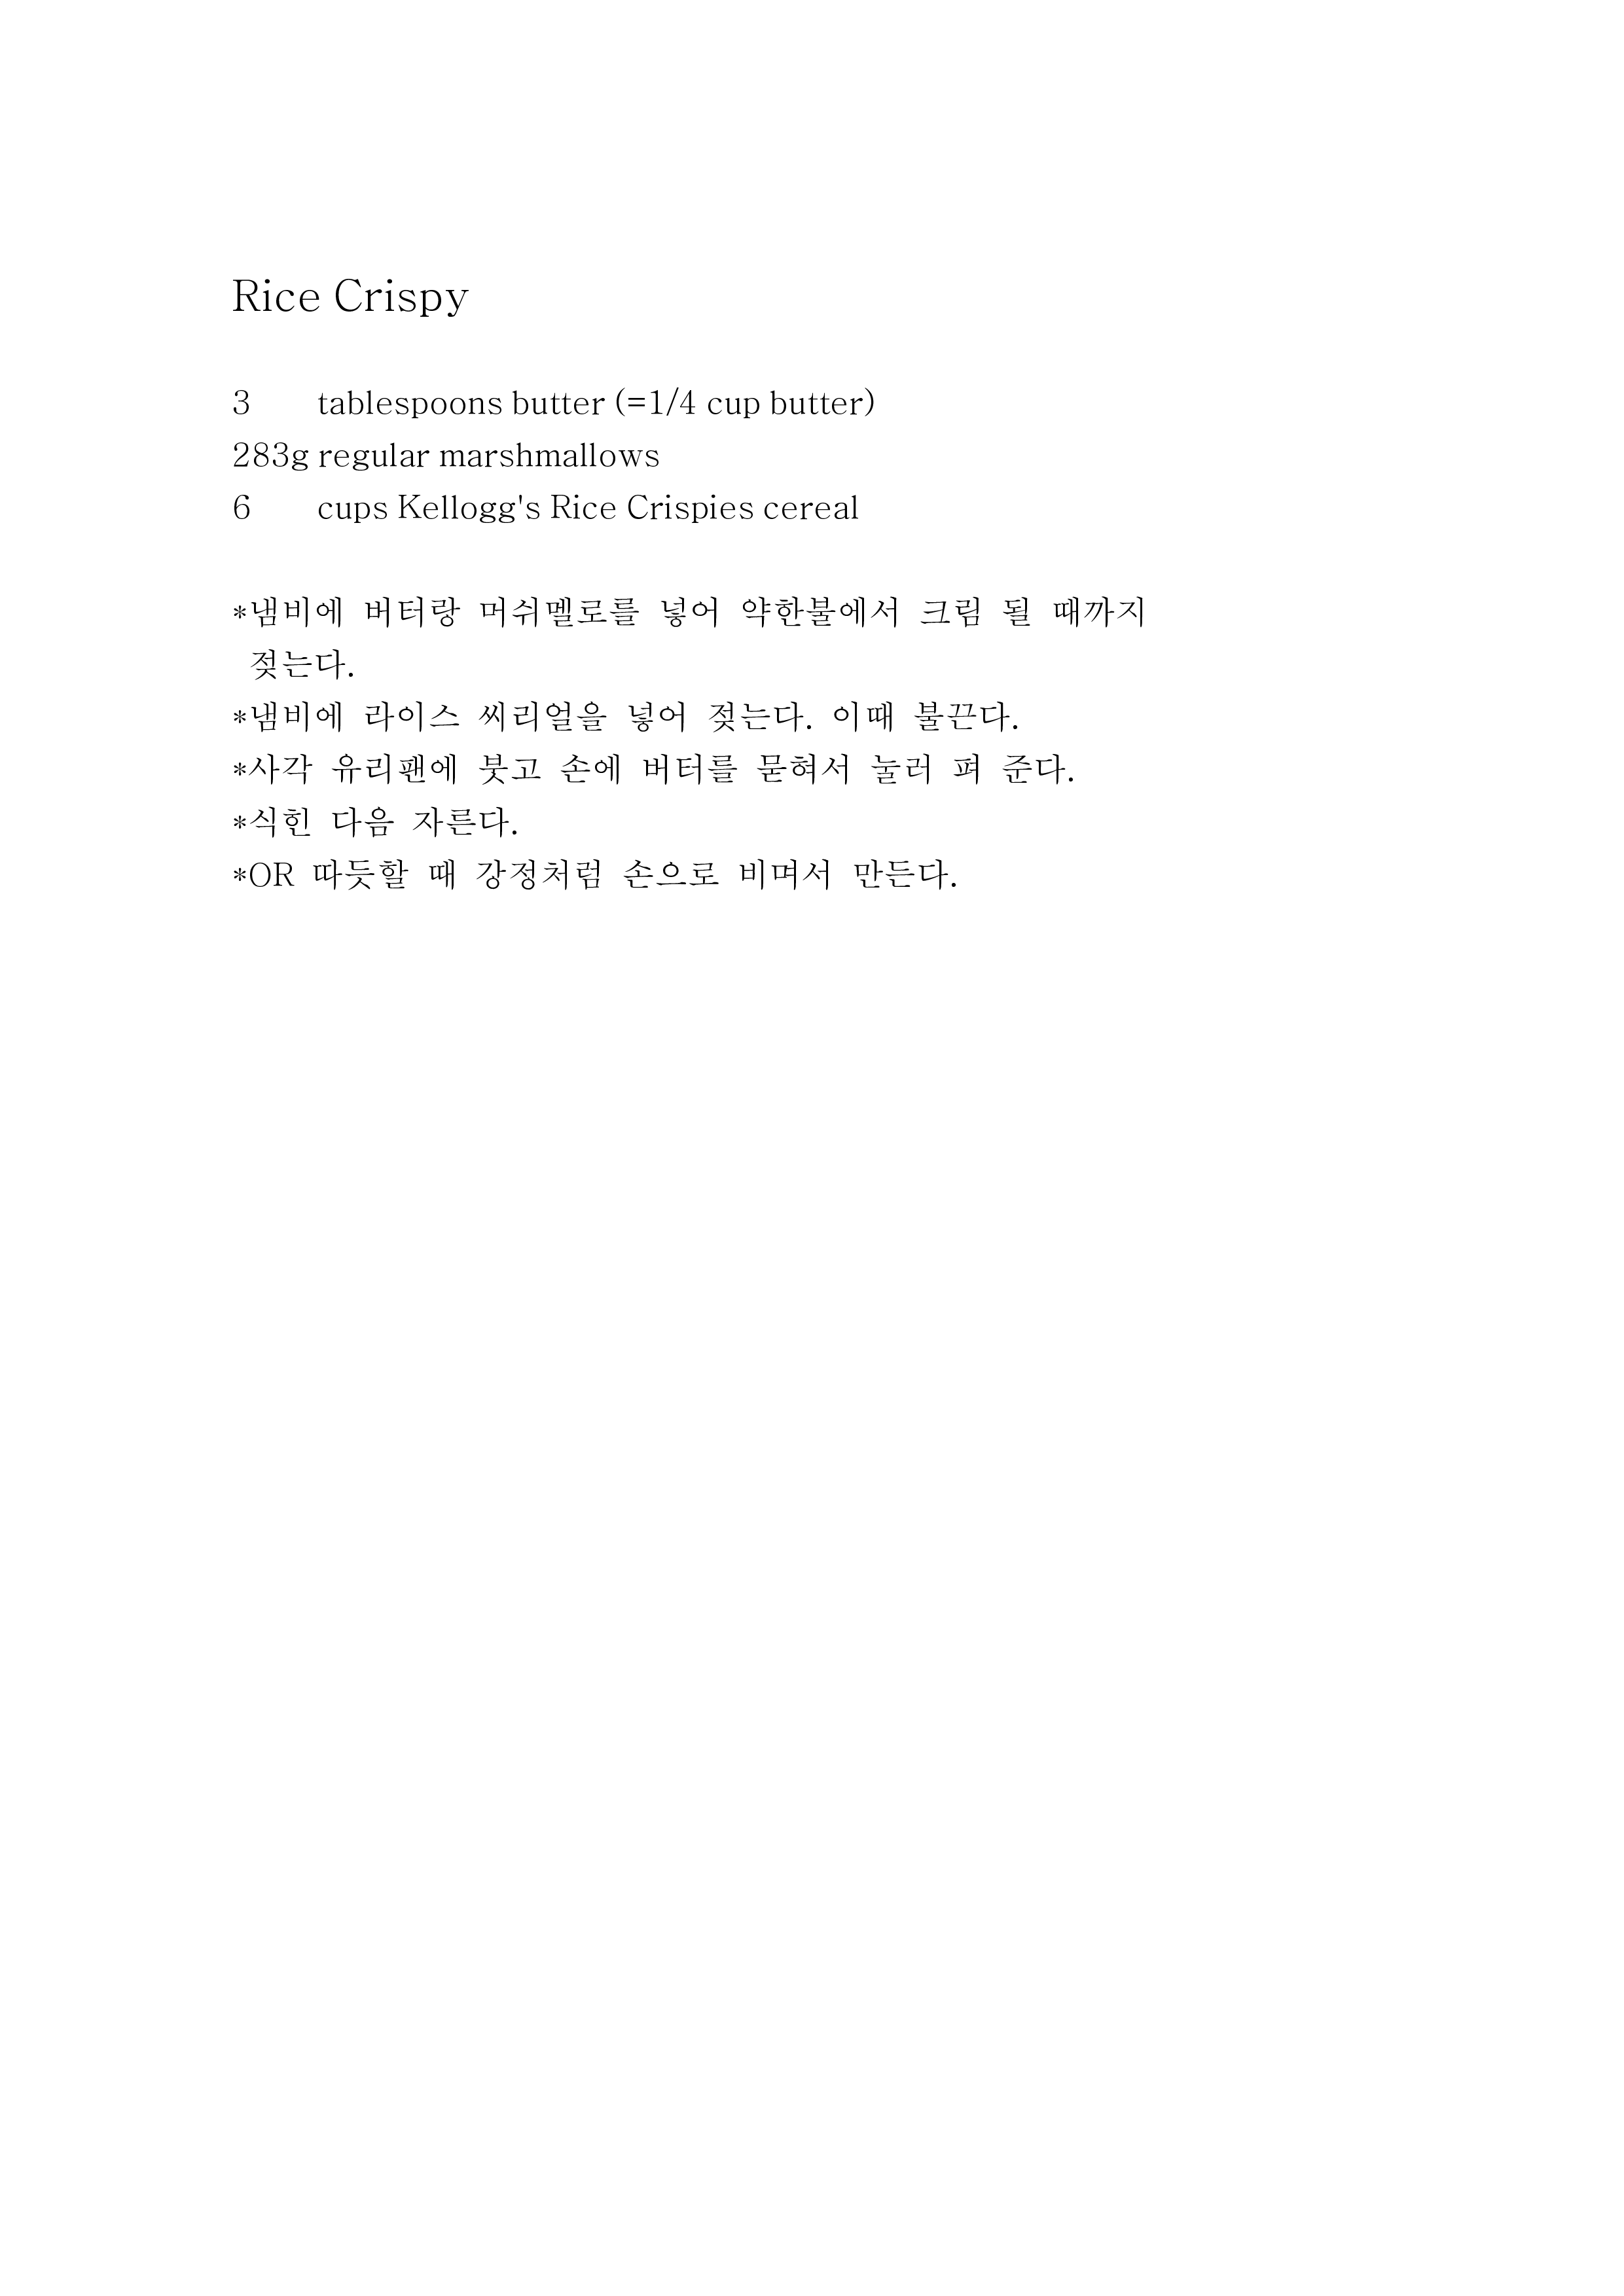 Rice Crispy
3 tablespoons butter (=1/4 cup butter)
283g regular marshmallows
6 cups Kellogg's Rice Crispies cereal
*냄비에 버터랑 머쉬멜로를 넣어 약한불에서 크림 될 때까지
젖는다.
*냄비에 라이스 씨리얼을 넣어 젖는다. 이때 불끈다.
*사각 유리팬에 붓고 손에 버터를 묻혀서 눌러 펴 준다.
*식힌 다음 자른다.
*OR 따듯할 때 강정처럼 손으로 비며서 만든다.